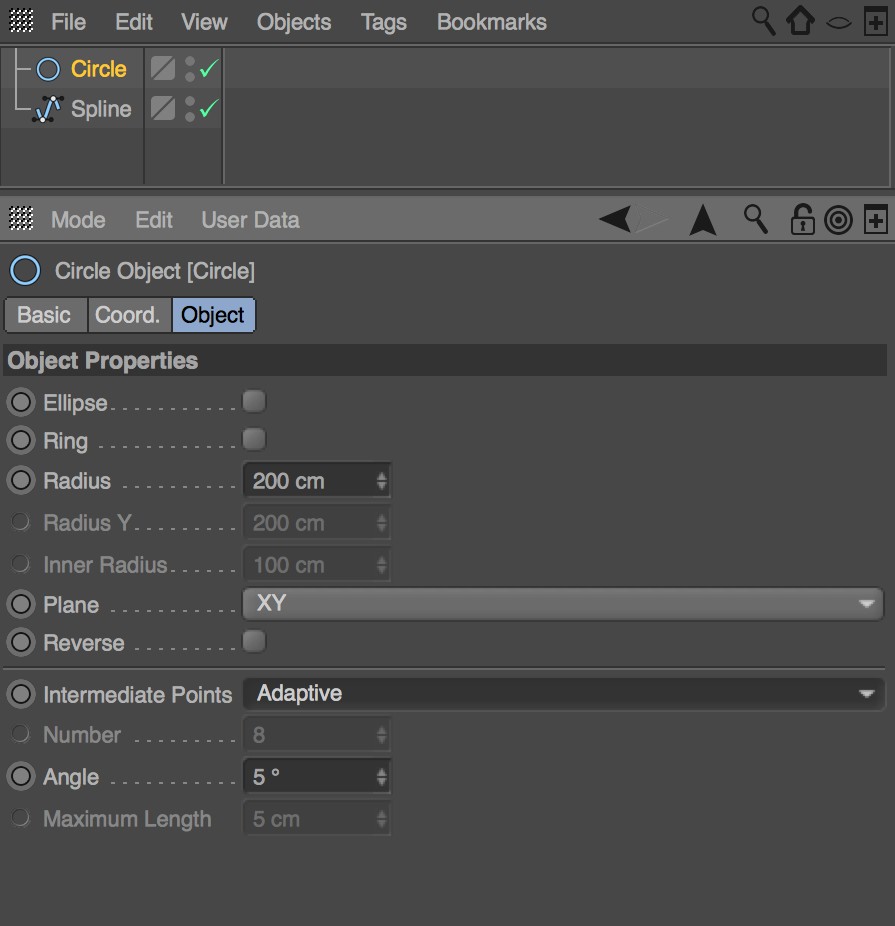 File Edit View Objects Tags Bookmarks
Circle
Spline
Mode Edit User Data
Circle Object [Circle]
Basic Coord. Object
Object Properties
Ellipse
Ring
Radius 200 cm
Radius Y 200 cm
Inner Radius 100 cm
Plane XY
Reverse
Intermediate Points Adaptive
Number 8
Angle 5 °
Maximum Length 5 cm